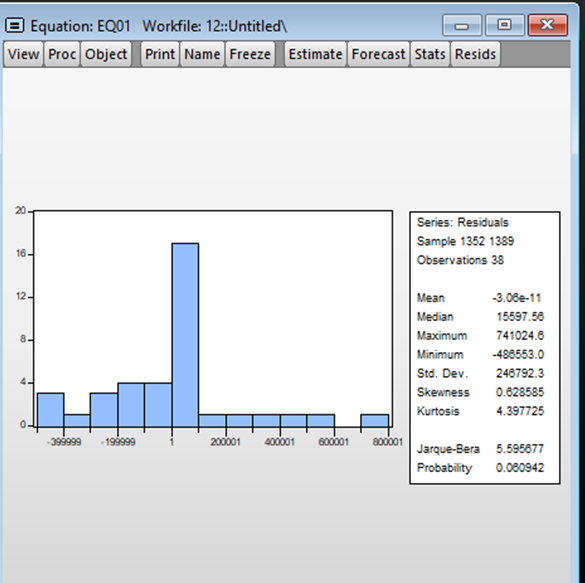 Equation: EQ01   Workfile: 12::Untitled\
View Proc Object Print Name Freeze Estimate Forecast Stats Resids
20
16
12
8
4
0
-399999 -199999 1 200001 400001 600001 800001
Series: Residuals
Sample 1352 1389
Observations 38
Mean -3.06e-11
Median 15597.56
Maximum 741024.6
Minimum -486553.0
Std. Dev. 246792.3
Skewness 0.628585
Kurtosis 4.397725
Jarque-Bera 5.595677
Probability 0.060942